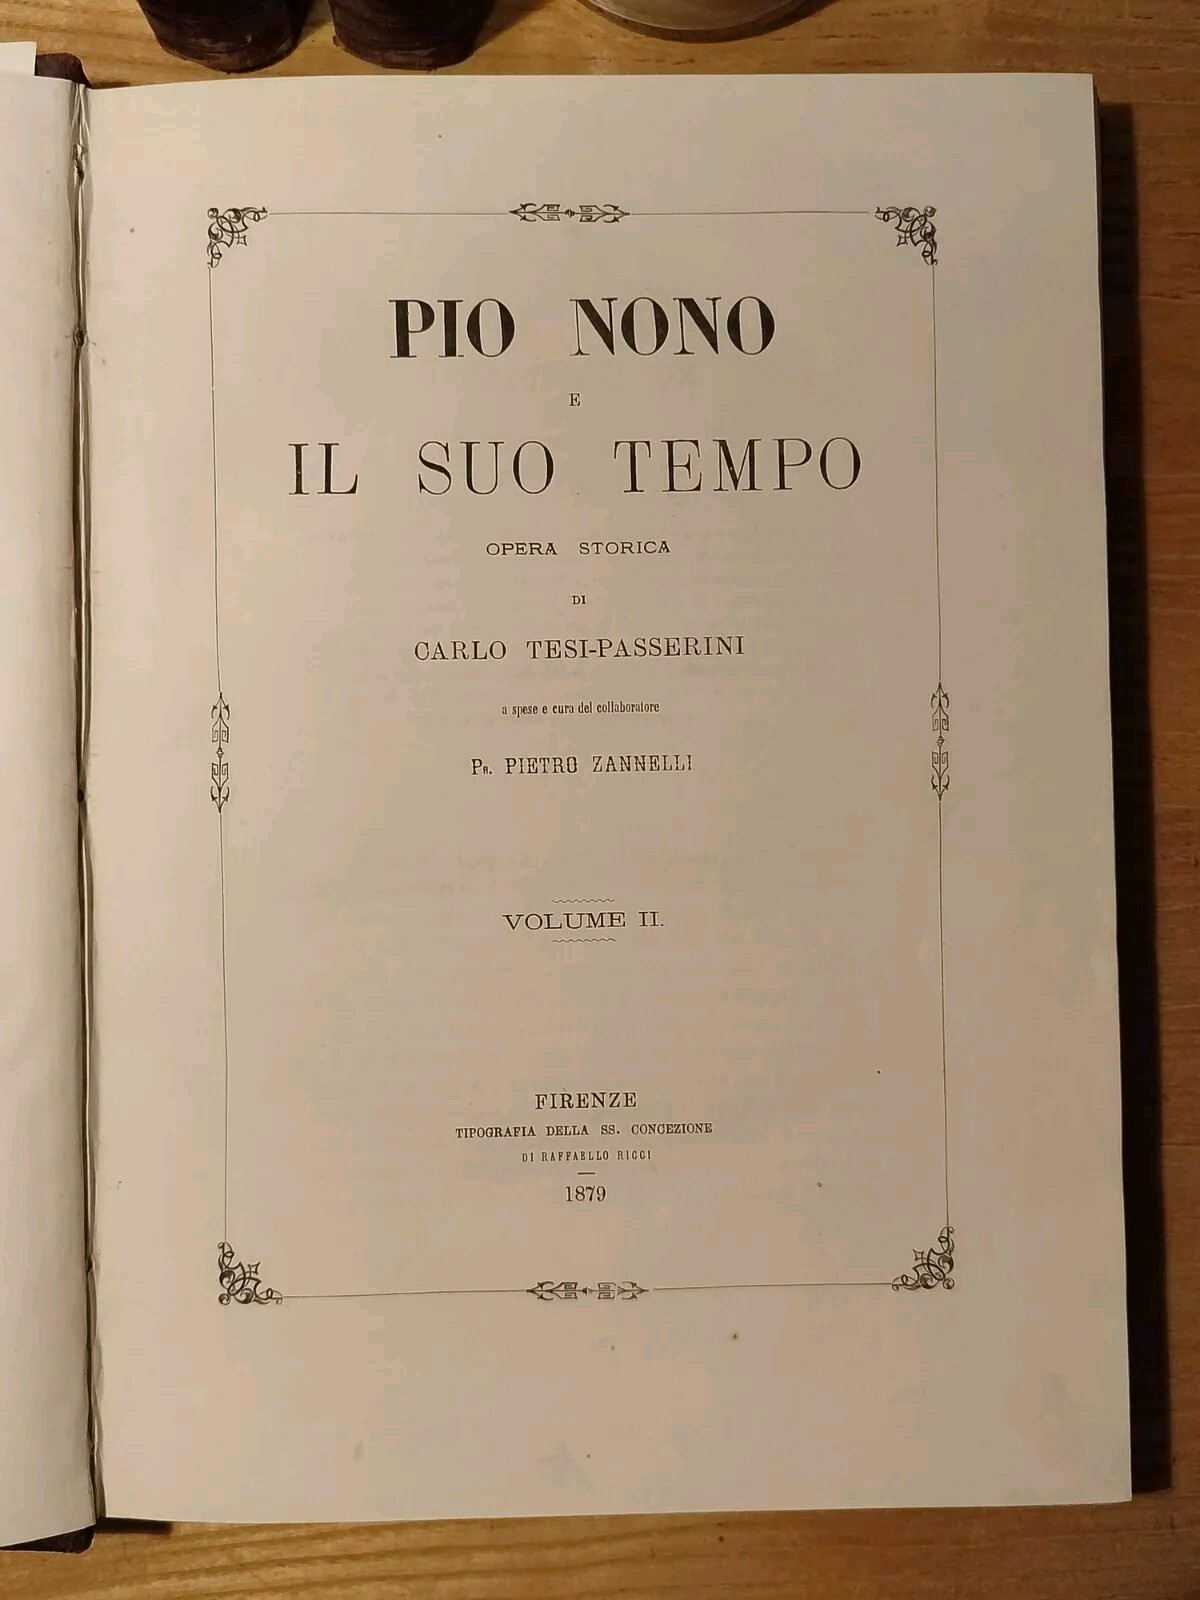 PIO NONO
E
IL SUO TEMPO
OPERA STORICA
DI
CARLO TESI-PASSERINI
a spese e cura del collaboratore
PR. PIETRO ZANNELLI
VOLUME II.
FIRENZE
TIPOGRAFIA DELLA SS. CONCEZIONE
DI RAFFAELLO RICCI
1879